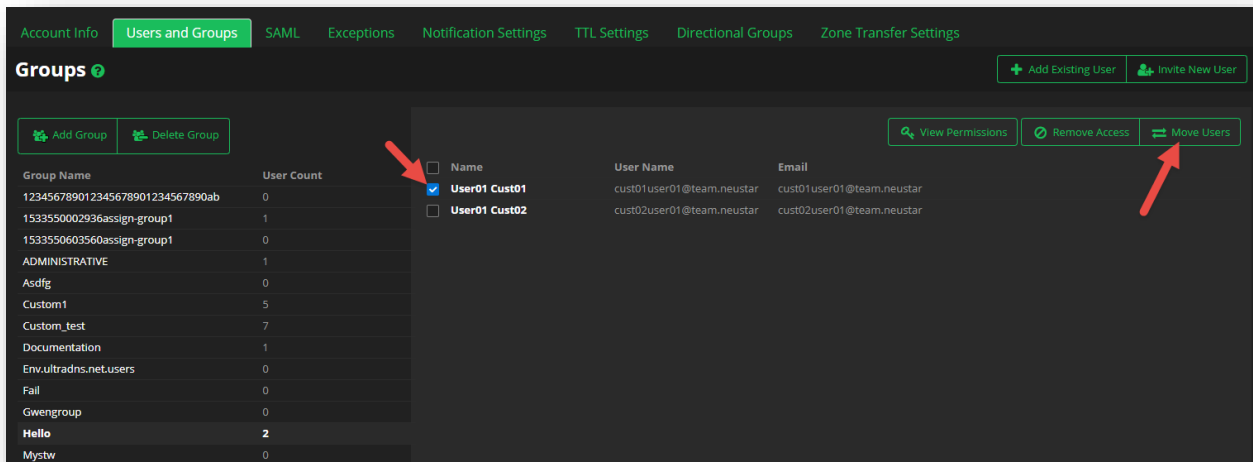 Account Info Users and Groups SAML Exceptions Notification Settings TTL Settings Directional Groups Zone Transfer Settings
Groups ?
Add Existing User Invite New User
Add Group Delete Group
View Permissions Remove Access Move Users
Group Name User Count
Name User Name Email
123456789012345678901234567890ab 0
User01 Cust01 cust01user01@team.neustar cust01user01@team.neustar
1533550002936assign-group1 1
User01 Cust02 cust02user01@team.neustar cust02user01@team.neustar
1533550603560assign-group1 0
ADMINISTRATIVE 1
Asdfg 0
Custom1 5
Custom_test 7
Documentation 1
Env.ultradns.net.users 0
Fail 0
Gwengroup 0
Hello 2
Mystw 0